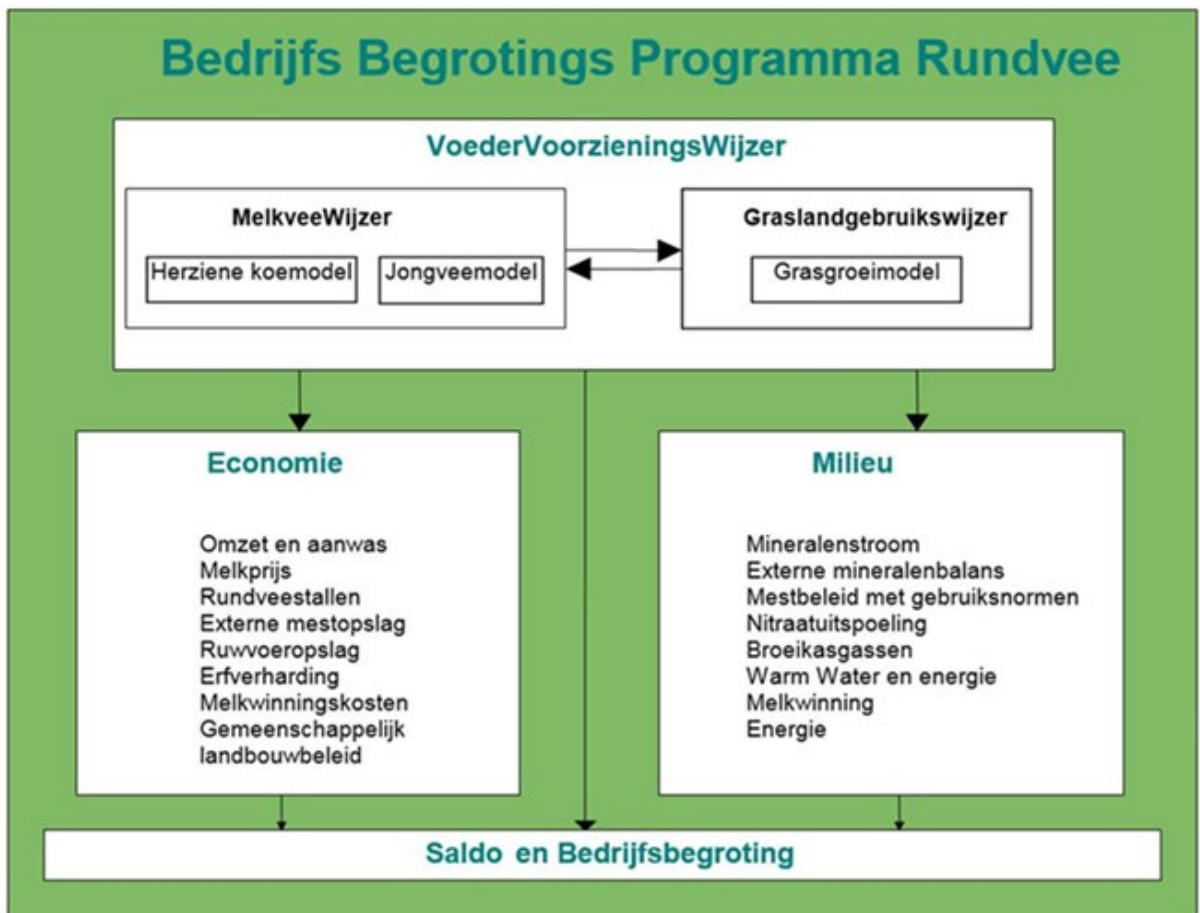 Bedrijfs Begrotings Programma Rundvee
VoederVoorzieningsWijzer
MelkveeWijzer
Herziene koemodel
Jongveemodel
Graslandgebruikswijzer
Grasgroeimodel
Economie
Omzet en aanwas
Melkprijs
Rundveestallen
Externe mestopslag
Ruwvoeropslag
Erfverharding
Melkwinningskosten
Gemeenschappelijk
landbouwbeleid
Milieu
Mineralenstroom
Externe mineralenbalans
Mestbeleid met gebruiksnormen
Nitraatuitspoeling
Broeikasgassen
Warm Water en energie
Melkwinning
Energie
Saldo en Bedrijfsbegroting